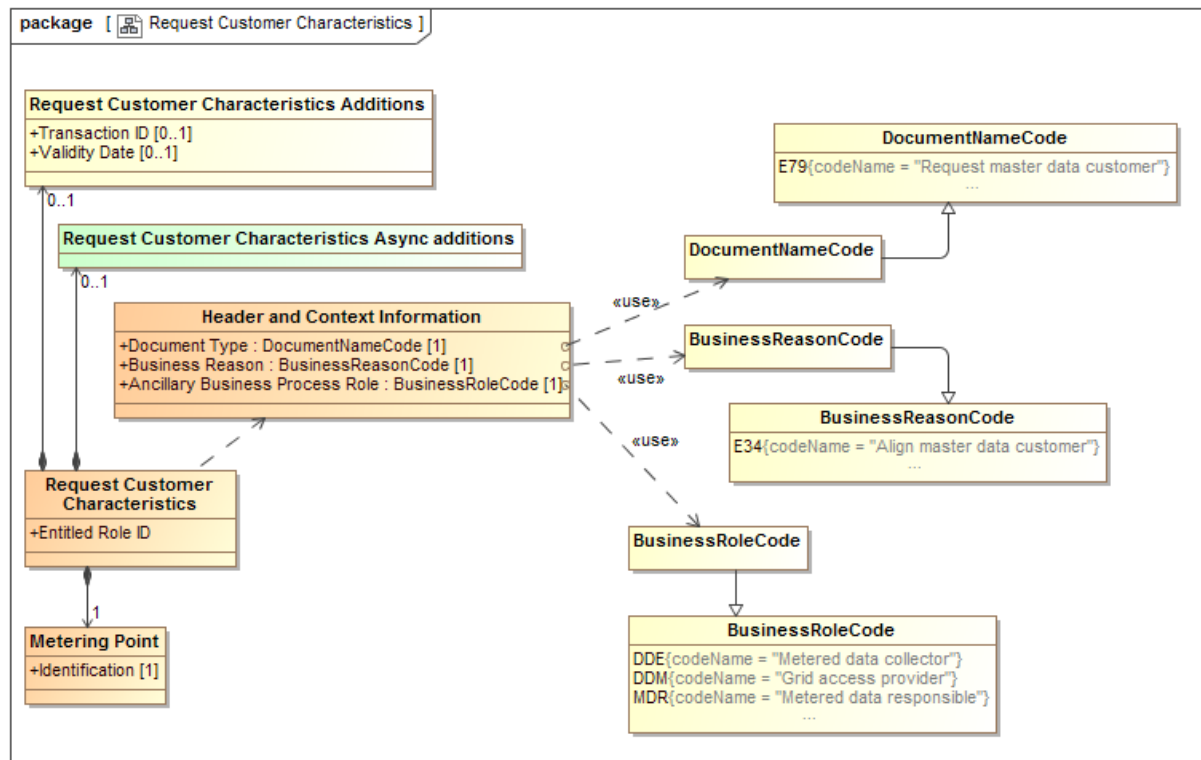 package [ Request Customer Characteristics ]
Request Customer Characteristics Additions
+Transaction ID [0..1]
+Validity Date [0..1]
0..1
Request Customer Characteristics Async additions
0..1
Header and Context Information
+Document Type : DocumentNameCode [1]
+Business Reason : BusinessReasonCode [1]
+Ancillary Business Process Role : BusinessRoleCode [1]
Request Customer
Characteristics
+Entitled Role ID
1
Metering Point
+Identification [1]
DocumentNameCode
E79{codeName = "Request master data customer"}
...
DocumentNameCode
«use»
BusinessReasonCode
«use»
BusinessReasonCode
E34{codeName = "Align master data customer"}
...
«use»
BusinessRoleCode
BusinessRoleCode
DDE{codeName = "Metered data collector"}
DDM{codeName = "Grid access provider"}
MDR{codeName = "Metered data responsible"}
...